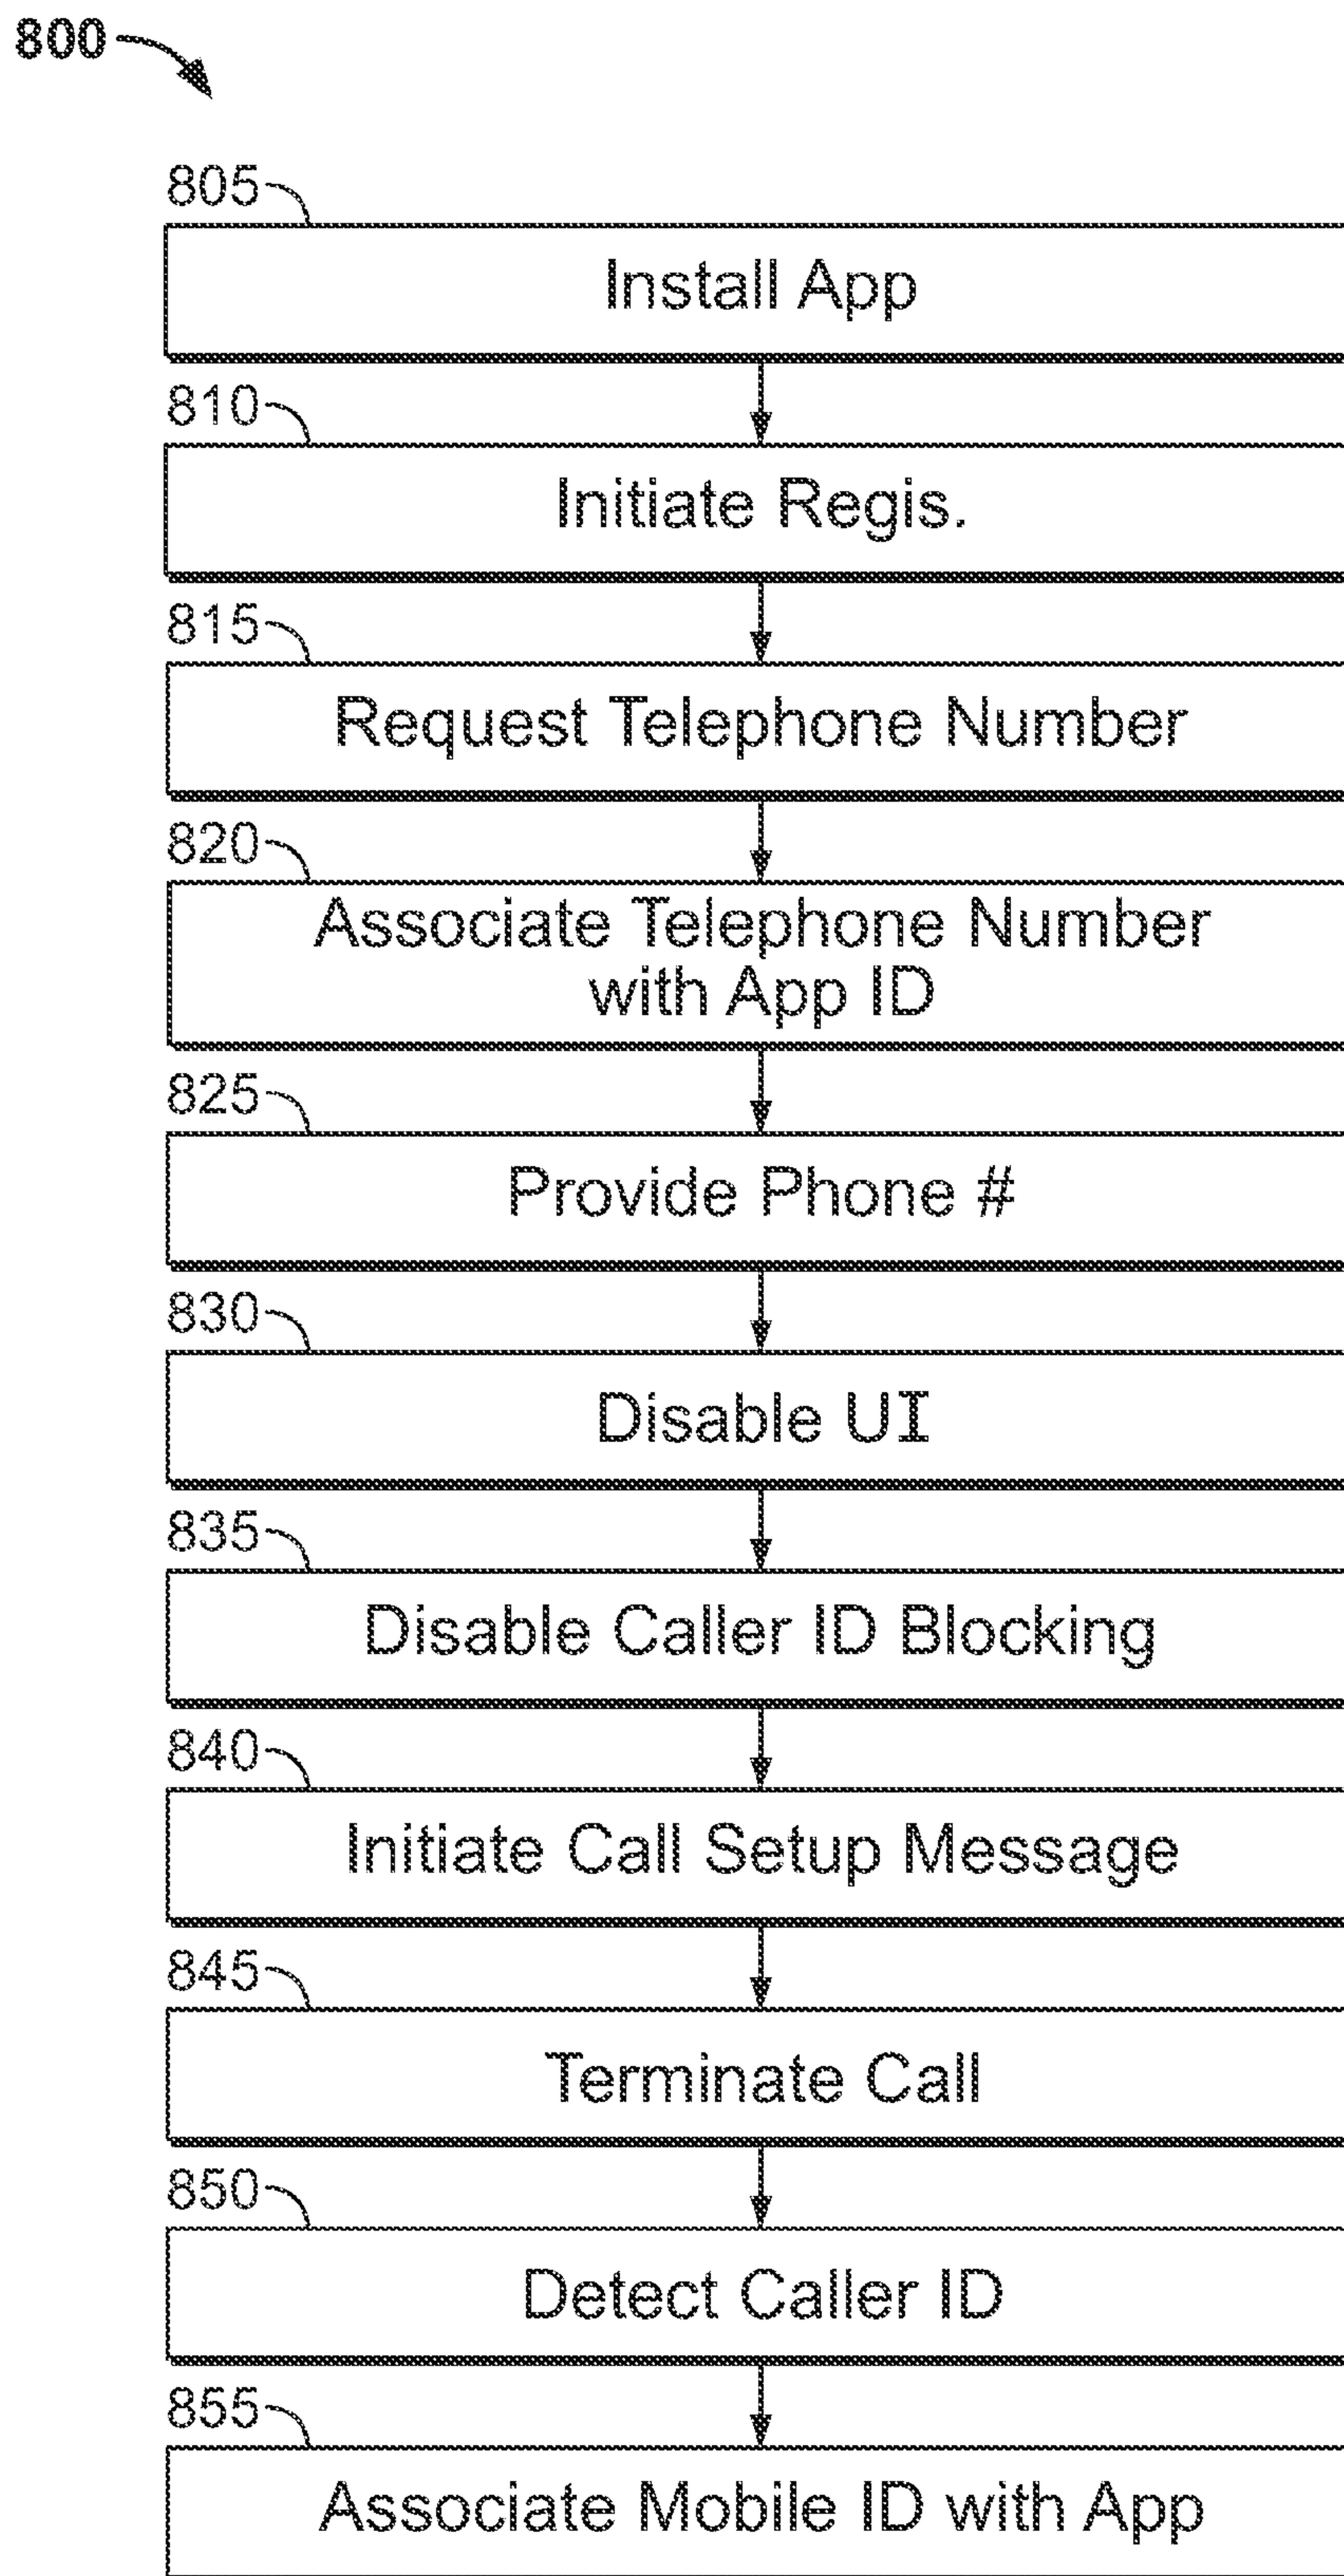 800
805
Install App
810
Initiate Regis.
815
Request Telephone Number
820
Associate Telephone Number
with App ID
825
Provide Phone #
830
Disable UI
835
Disable Caller ID Blocking
840
Initiate Call Setup Message
845
Terminate Call
850
Detect Caller ID
855
Associate Mobile ID with App